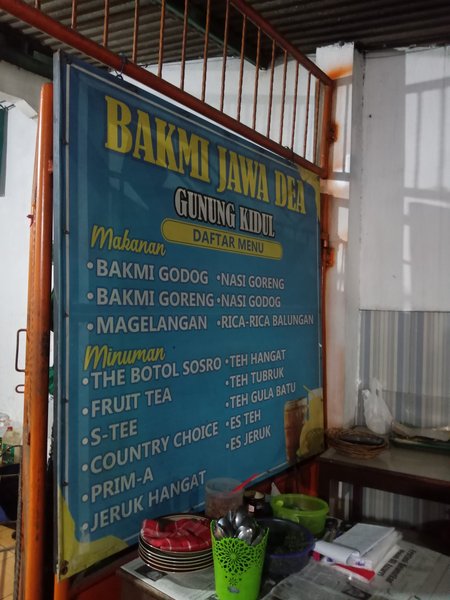 BAKMI JAWA DEA
GUNUNG KIDUL
DAFTAR MENU
Makanan
•BAKMI GODOG
•BAKMI GORENG
•MAGELANGAN
•NASI GORENG
•NASI GODOG
•RICA-RICA BALUNGAN
Minuman
•THE BOTOL SOSRO
•FRUIT TEA
•S-TEE
•COUNTRY CHOICE
•PRIM-A
•JERUK HANGAT
•TEH HANGAT
•TEH TUBRUK
•TEH GULA BATU
•ES TEH
•ES JERUK